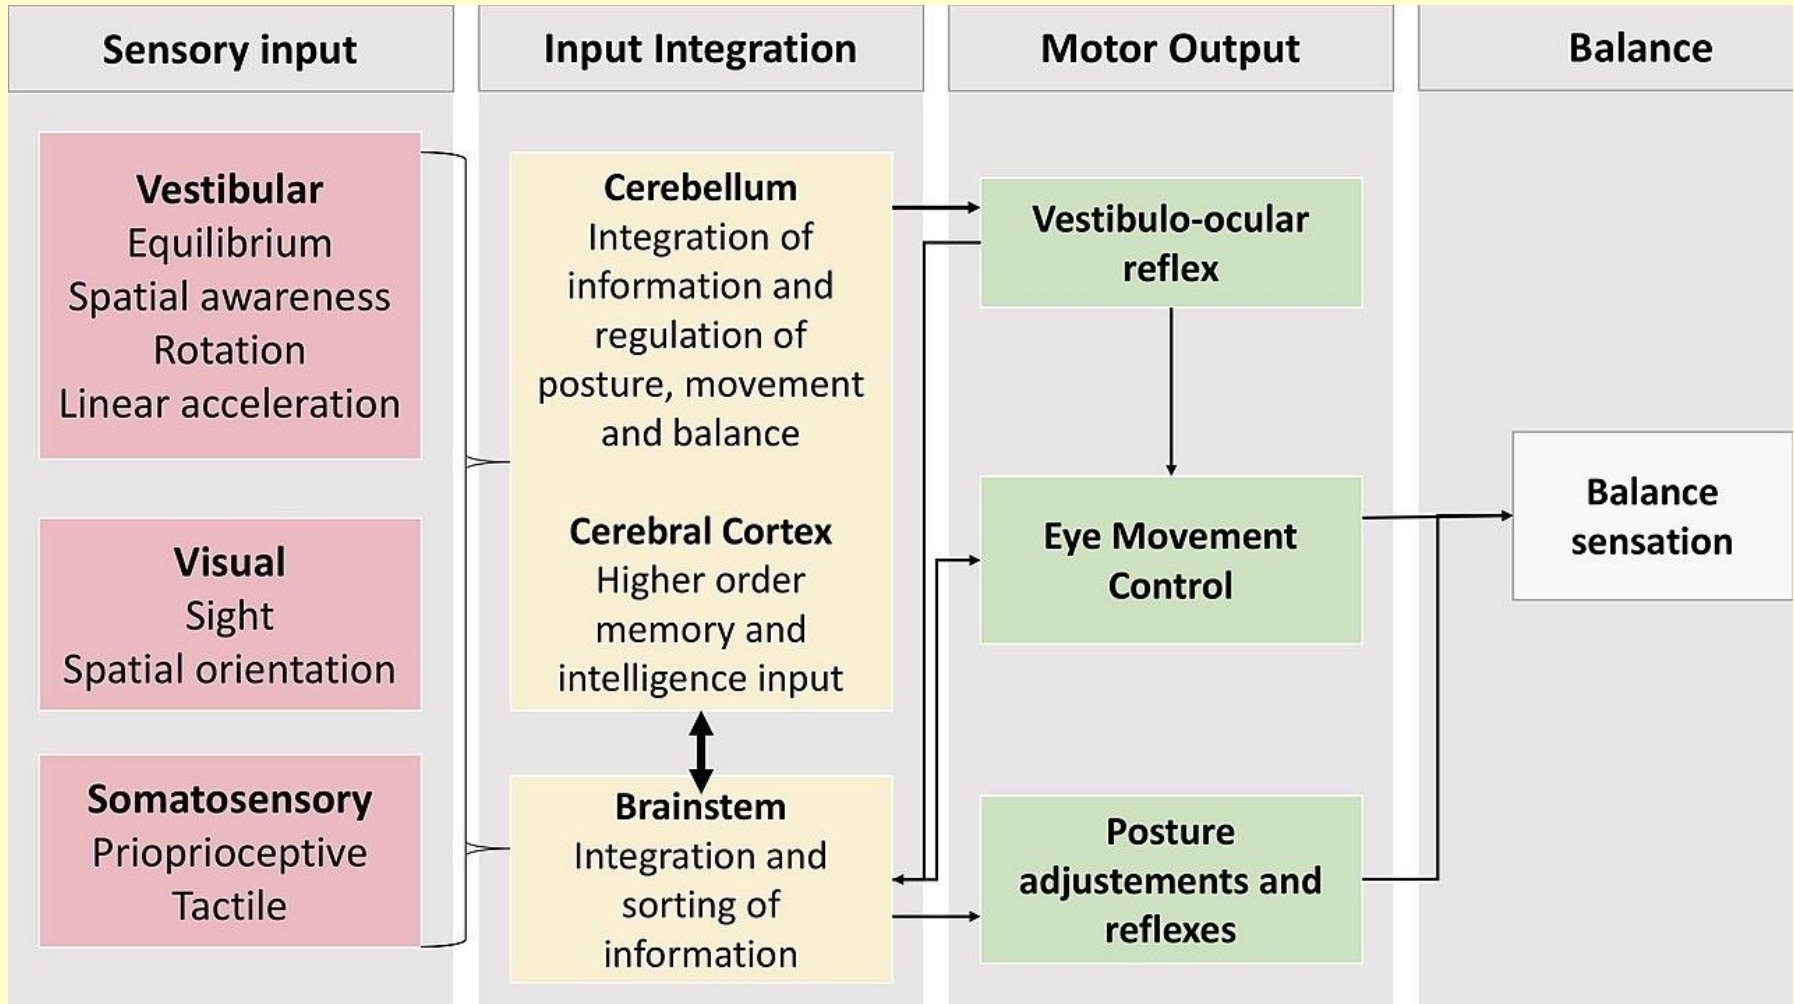 Sensory input
Vestibular
Equilibrium
Spatial awareness
Rotation
Linear acceleration
Visual
Sight
Spatial orientation
Somatosensory
Prioprioceptive
Tactile
Input Integration
Cerebellum
Integration of
information and
regulation of
posture, movement
and balance
Cerebral Cortex
Higher order
memory and
intelligence input
Brainstem
Integration and
sorting of
information
Motor Output
Vestibulo-ocular
reflex
Eye Movement
Control
Posture
adjustements and
reflexes
Balance
Balance
sensation